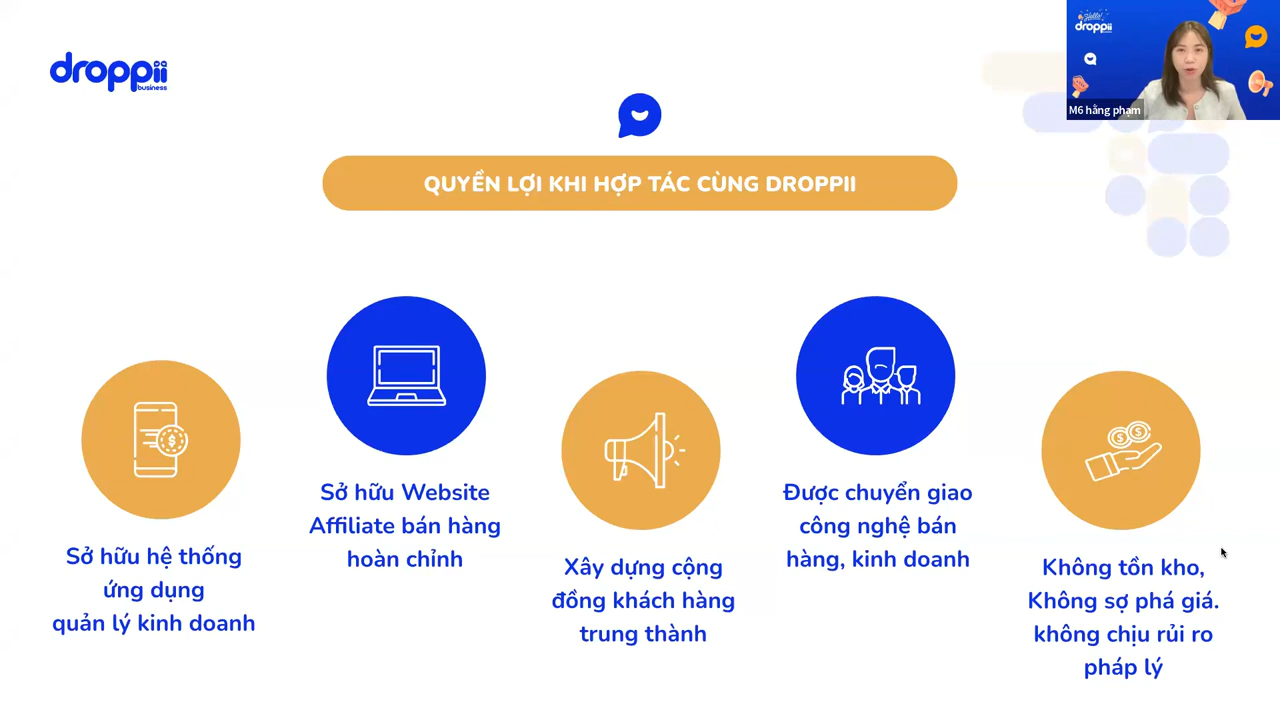 droppii
business
Hello!
droppii
M6 hằng phạm
QUYỀN LỢI KHI HỢP TÁC CÙNG DROPPII
Sở hữu hệ thống
ứng dụng
quản lý kinh doanh
Sở hữu Website
Affiliate bán hàng
hoàn chỉnh
Xây dựng cộng
đồng khách hàng
trung thành
Được chuyển giao
công nghệ bán
hàng, kinh doanh
Không tồn kho,
Không sợ phá giá.
không chịu rủi ro
pháp lý